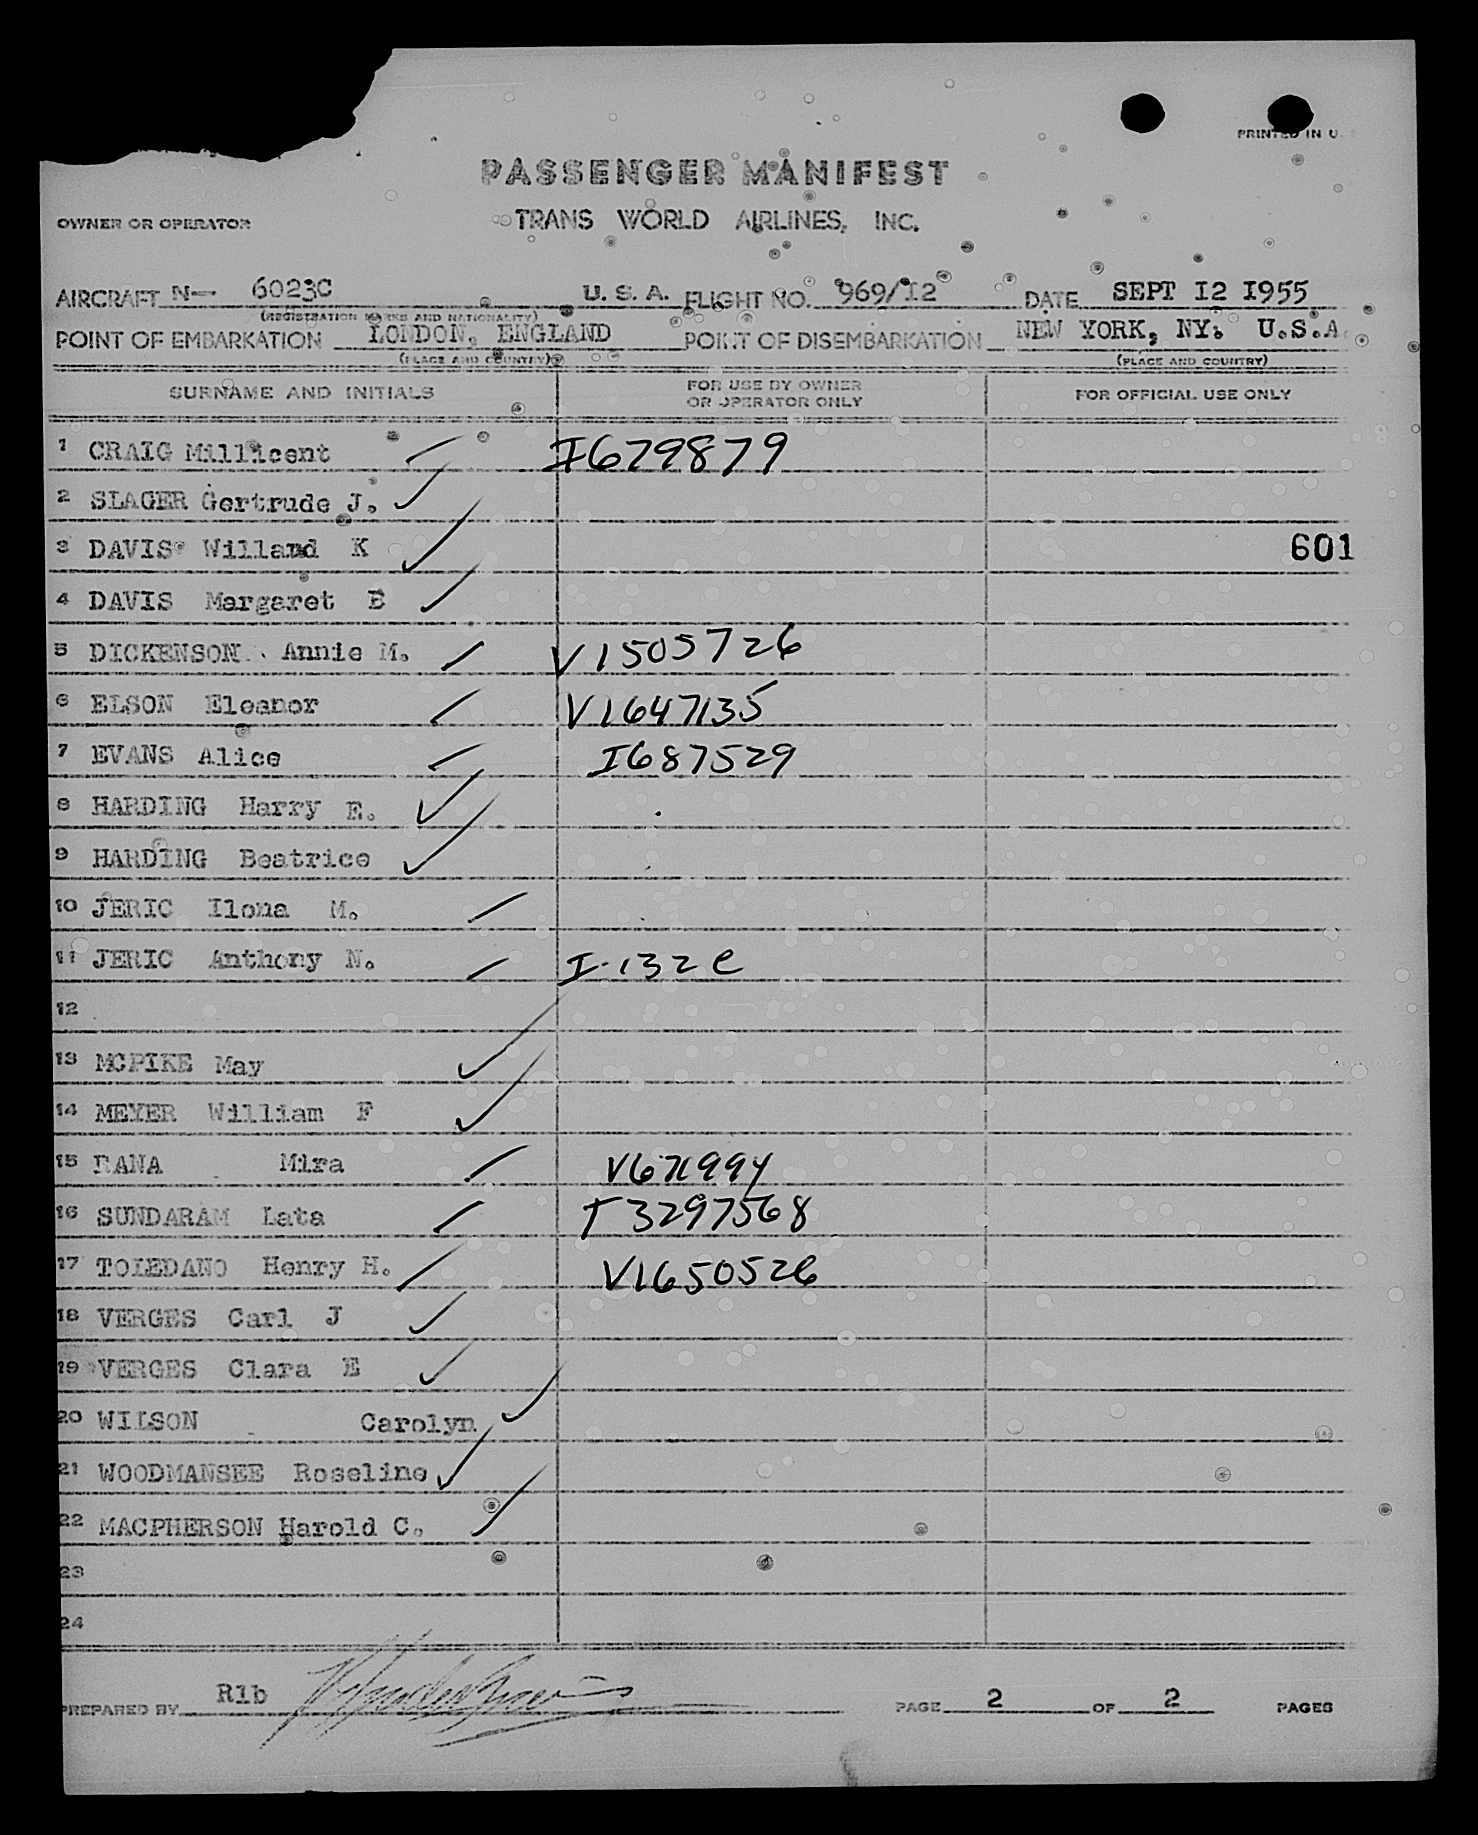 PRINTED IN U.
PASSENGER MANIFEST
OWNER OR OPERATOR TRANS WORLD AIRLINES, INC.
AIRCRAFT N- 6023C U. S. A. FLIGHT NO. 969/12 DATE SEPT 12 1955
(REGISTRATION MARKS AND NATIONALITY)
POINT OF EMBARKATION LONDON, ENGLAND POINT OF DISEMBARKATION NEW YORK, NY. U.S.A.
(PLACE AND COUNTRY) (PLACE AND COUNTRY)
SURNAME AND INITIALS FOR USE BY OWNER OR OPERATOR ONLY FOR OFFICIAL USE ONLY
1 CRAIG Millicent I679879
2 SLAGER Gertrude J.
3 DAVIS Willard K 601
4 DAVIS Margaret E
5 DICKENSON Annie M. V1505726
6 ELSON Eleanor V1647135
7 EVANS Alice I687529
8 HARDING Harry E.
9 HARDING Beatrice
10 JERIC Ilona M.
11 JERIC Anthony N. I-132e
12
13 MCPIKE May
14 MEYER William F
15 RANA Mira
16 SUNDARAM Lata T3297568
17 TOLEDANO Henry H. V1650526
18 VERGES Carl J
19 VERGES Clara E
20 WILSON Carolyn
21 WOODMANSEE Roseline
22 MACPHERSON Harold C.
23
24
PREPARED BY Rlb PAGE 2 OF 2 PAGES